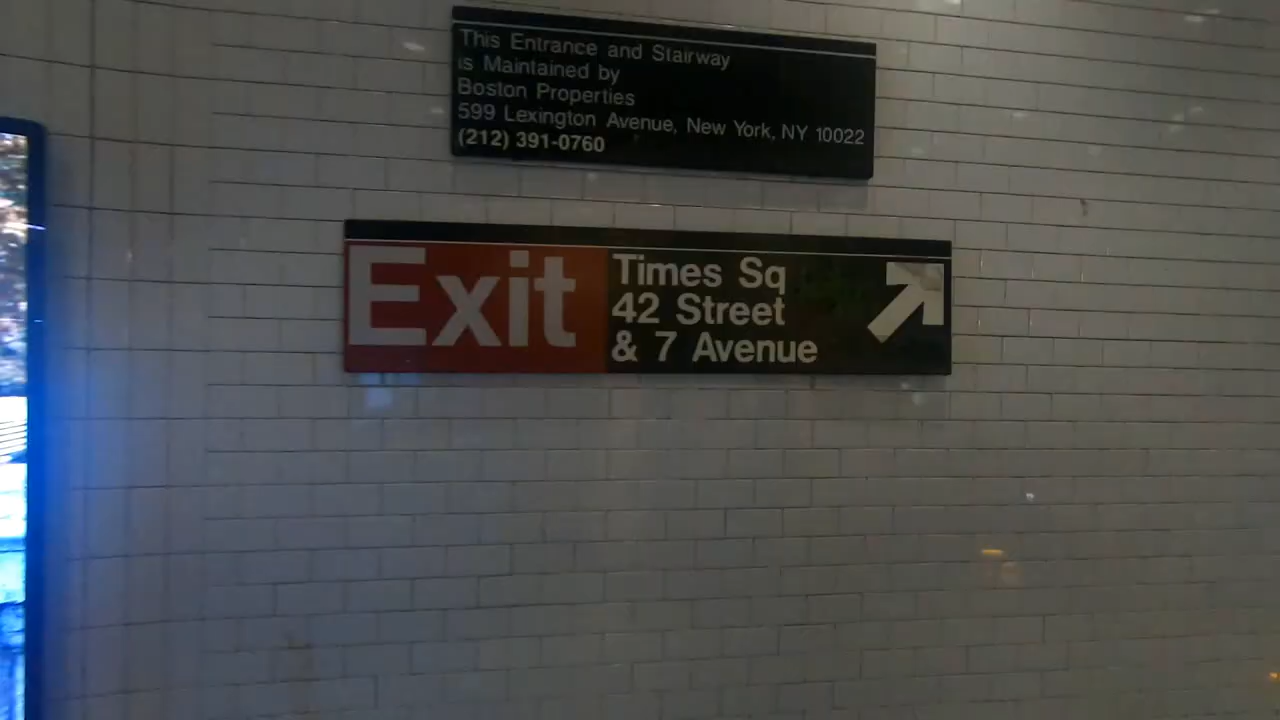 This Entrance and Stairway
is Maintained by
Boston Properties
599 Lexington Avenue, New York, NY 10022
(212) 391-0760
Exit
Times Sq
42 Street
& 7 Avenue